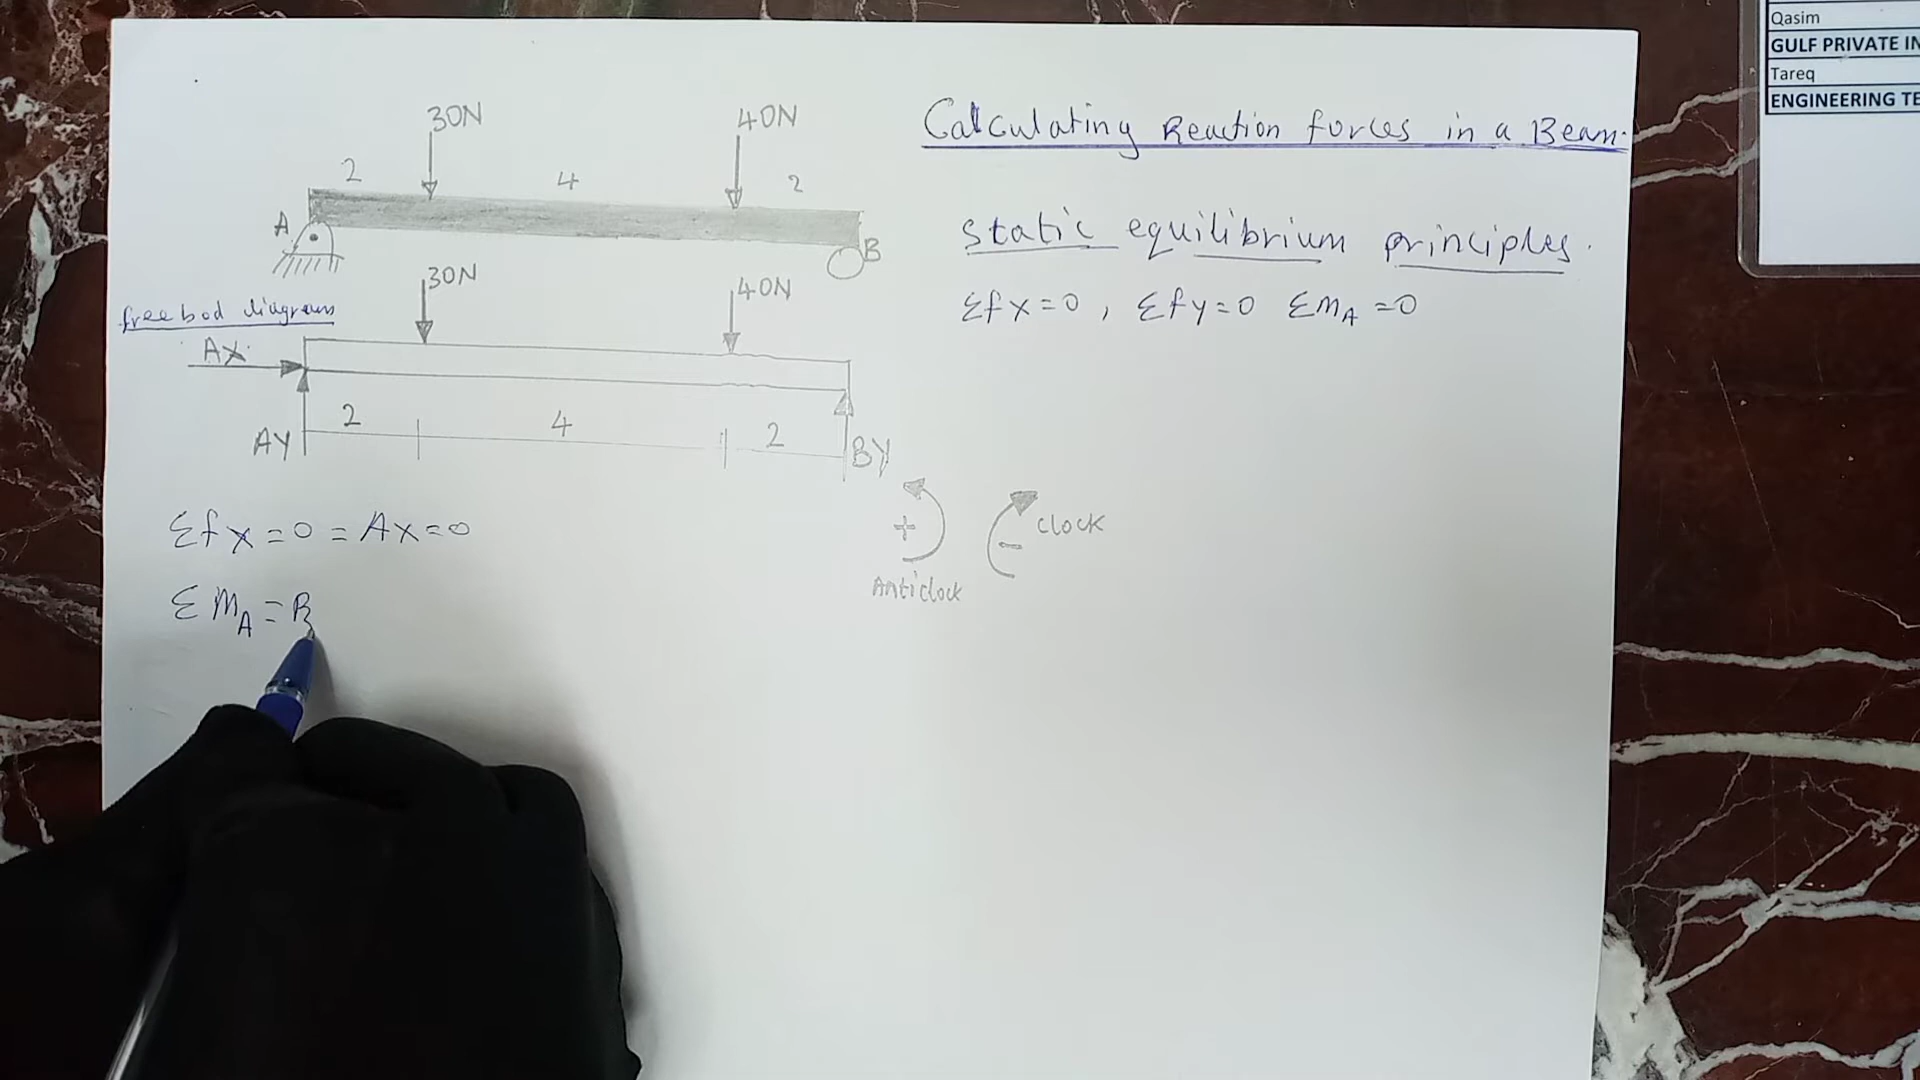 Calculating Reaction forces in a Beam.
static equilibrium principles.
Σfx=0, Σfy=0 Σm_A=0
30N
40N
2
4
2
A
B
free bod diagram
30N
40N
Ax
AY
2
4
2
BY
+
Anticlock
-
Clock
Σfx=0=Ax=0
ΣM_A=B
Qasim
GULF PRIVATE IN
Tareq
ENGINEERING TE